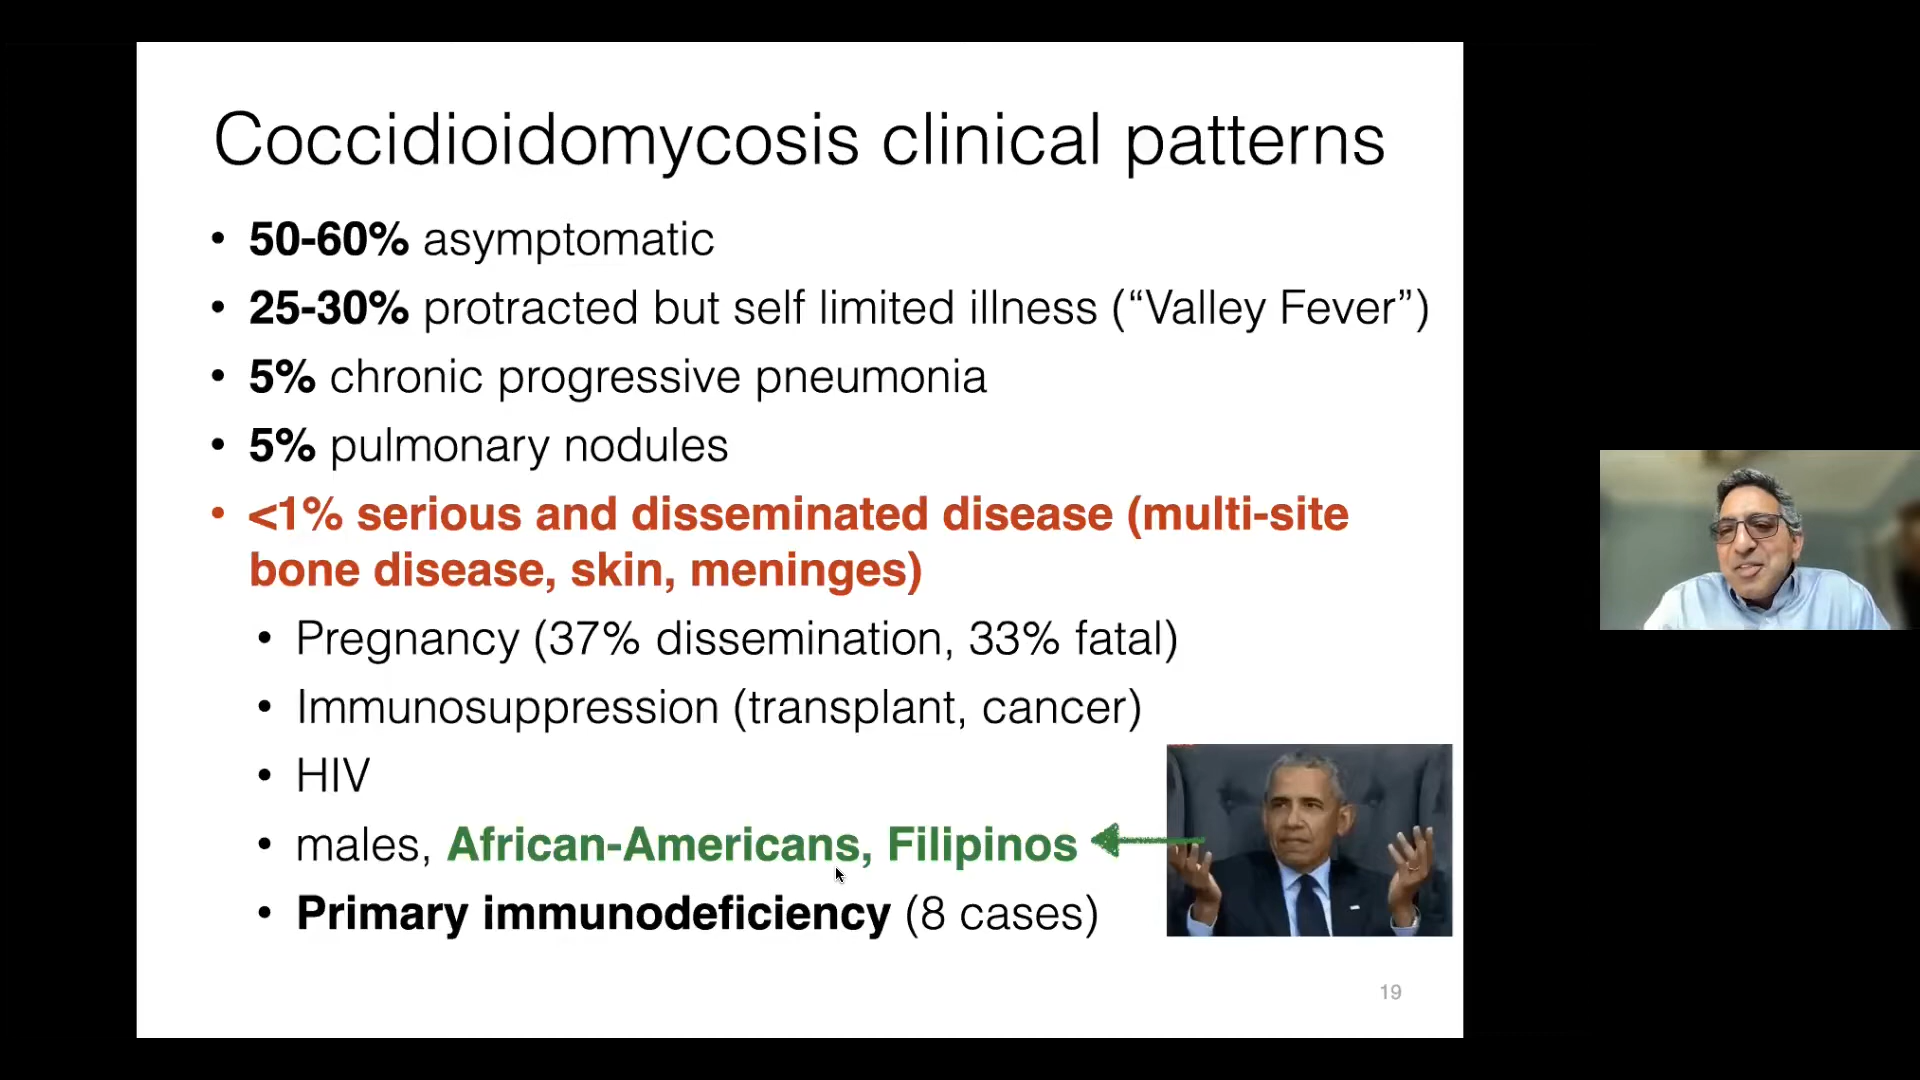 Coccidioidomycosis clinical patterns
• 50-60% asymptomatic
• 25-30% protracted but self limited illness (“Valley Fever”)
• 5% chronic progressive pneumonia
• 5% pulmonary nodules
• <1% serious and disseminated disease (multi-site
bone disease, skin, meninges)
• Pregnancy (37% dissemination, 33% fatal)
• Immunosuppression (transplant, cancer)
• HIV
• males, African-Americans, Filipinos
• Primary immunodeficiency (8 cases)
19